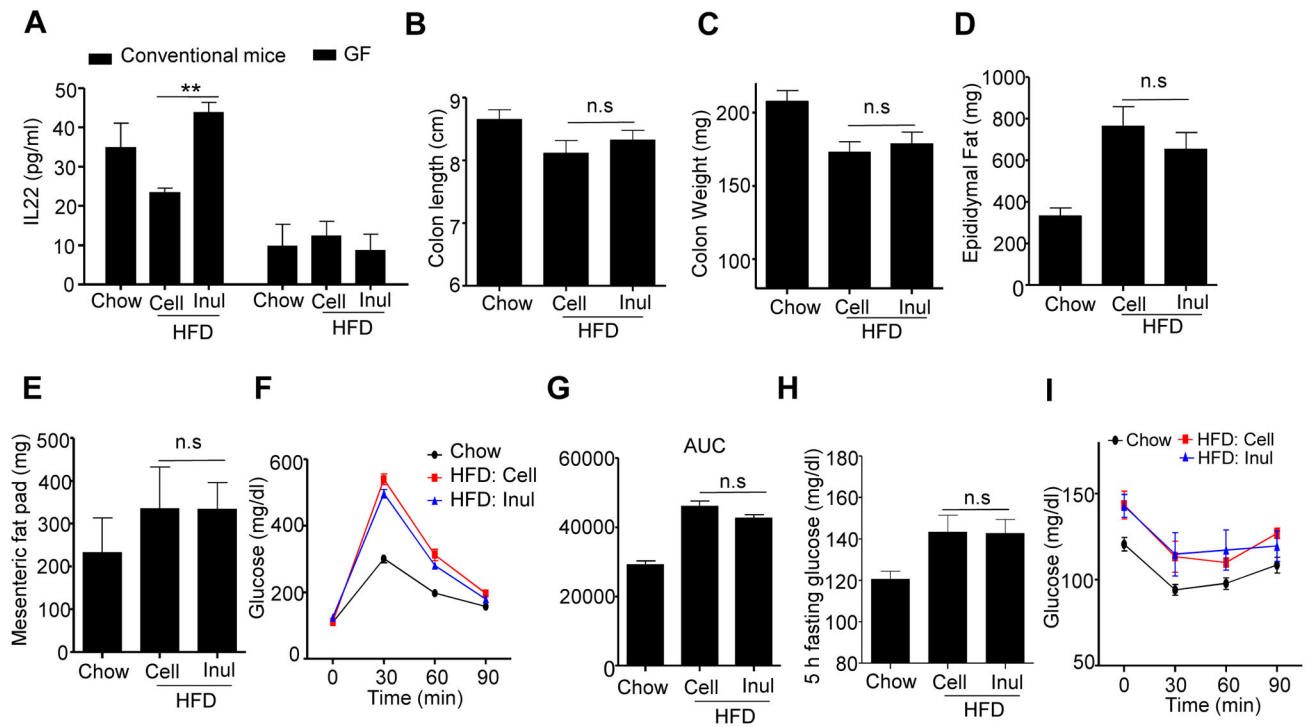 A
Conventional mice GF
IL22 (pg/ml)
50
40
30
20
10
0
**
Chow Cell Inul Chow Cell Inul
HFD HFD
B
Colon length (cm)
9
8
7
6
n.s
Chow Cell Inul
HFD
C
Colon Weight (mg)
200
150
100
n.s
Chow Cell Inul
HFD
D
Epididymal Fat (mg)
1000
800
600
400
200
0
n.s
Chow Cell Inul
HFD
E
Mesenteric fat pad (mg)
500
400
300
200
100
0
n.s
Chow Cell Inul
HFD
F
Glucose (mg/dl)
600
400
200
0
Chow
HFD: Cell
HFD: Inul
0 30 60 90
Time (min)
G
AUC
60000
40000
20000
0
n.s
Chow Cell Inul
HFD
H
5 h fasting glucose (mg/dl)
180
160
140
120
100
80
n.s
Chow Cell Inul
HFD
I
Chow HFD: Cell
HFD: Inul
Glucose (mg/dl)
150
100
50
0 30 60 90
Time (min)